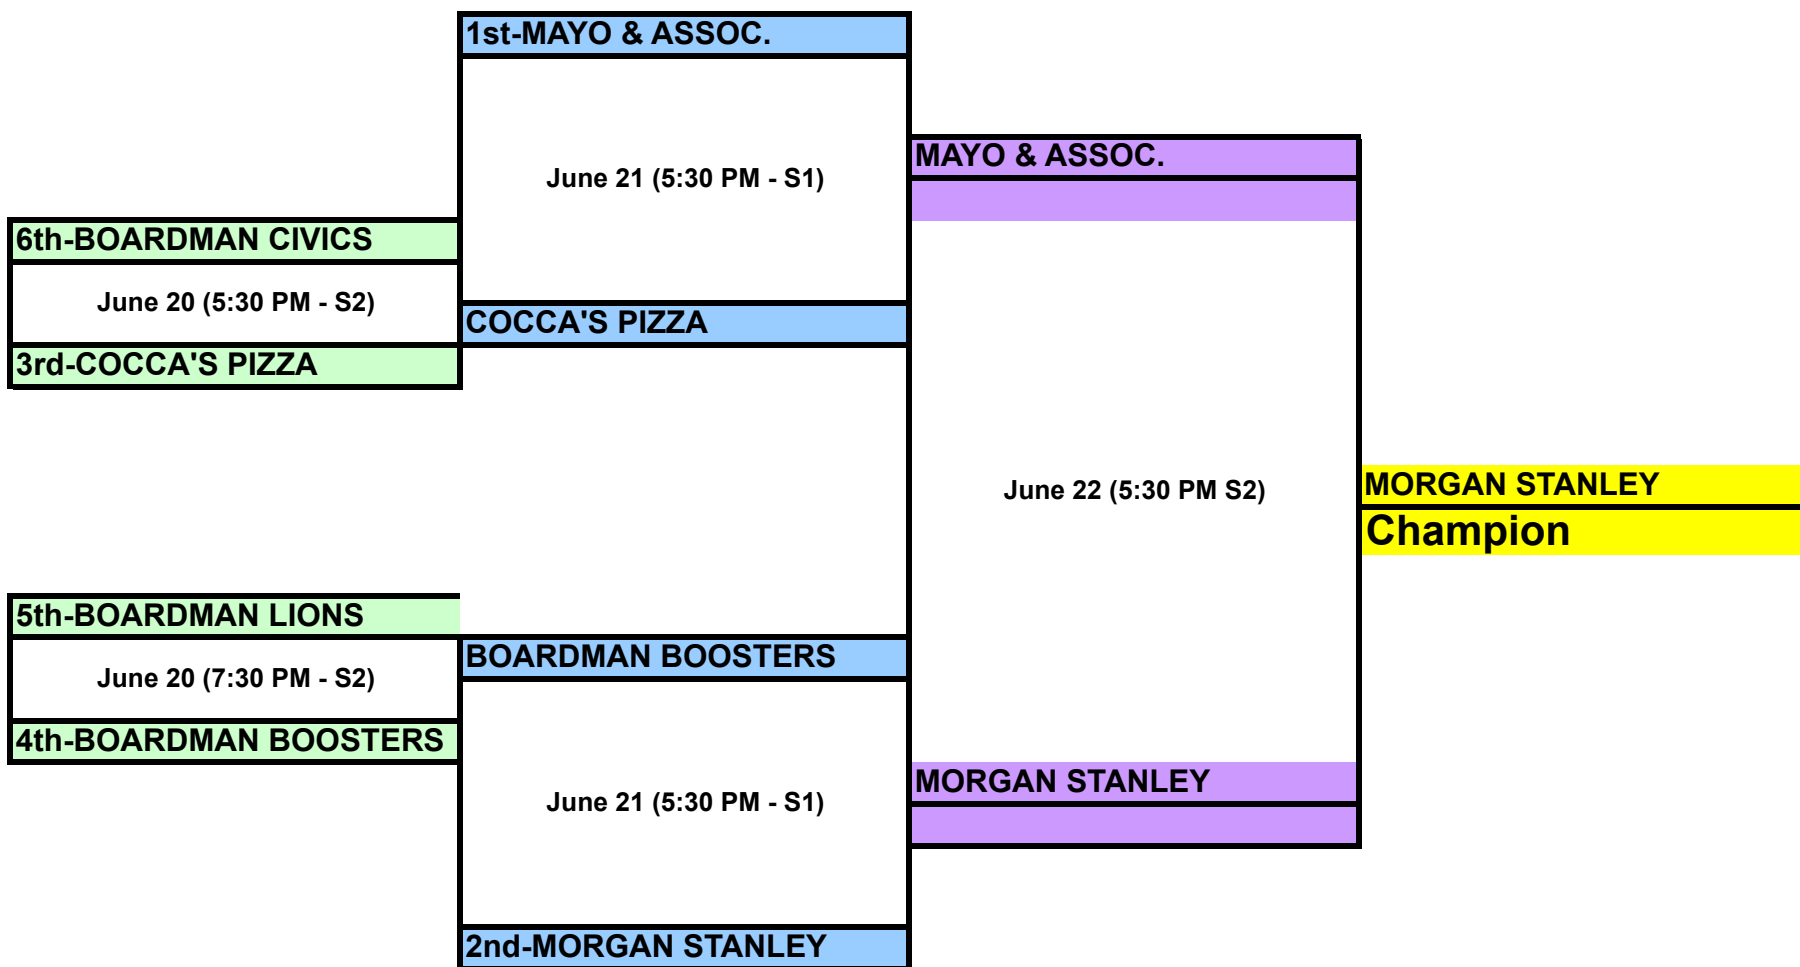 1st-MAYO & ASSOC.
June 21 (5:30 PM - S1)
MAYO & ASSOC.
6th-BOARDMAN CIVICS
June 20 (5:30 PM - S2)
COCCA'S PIZZA
3rd-COCCA'S PIZZA
June 22 (5:30 PM S2)
MORGAN STANLEY
Champion
5th-BOARDMAN LIONS
June 20 (7:30 PM - S2)
BOARDMAN BOOSTERS
4th-BOARDMAN BOOSTERS
June 21 (5:30 PM - S1)
MORGAN STANLEY
2nd-MORGAN STANLEY